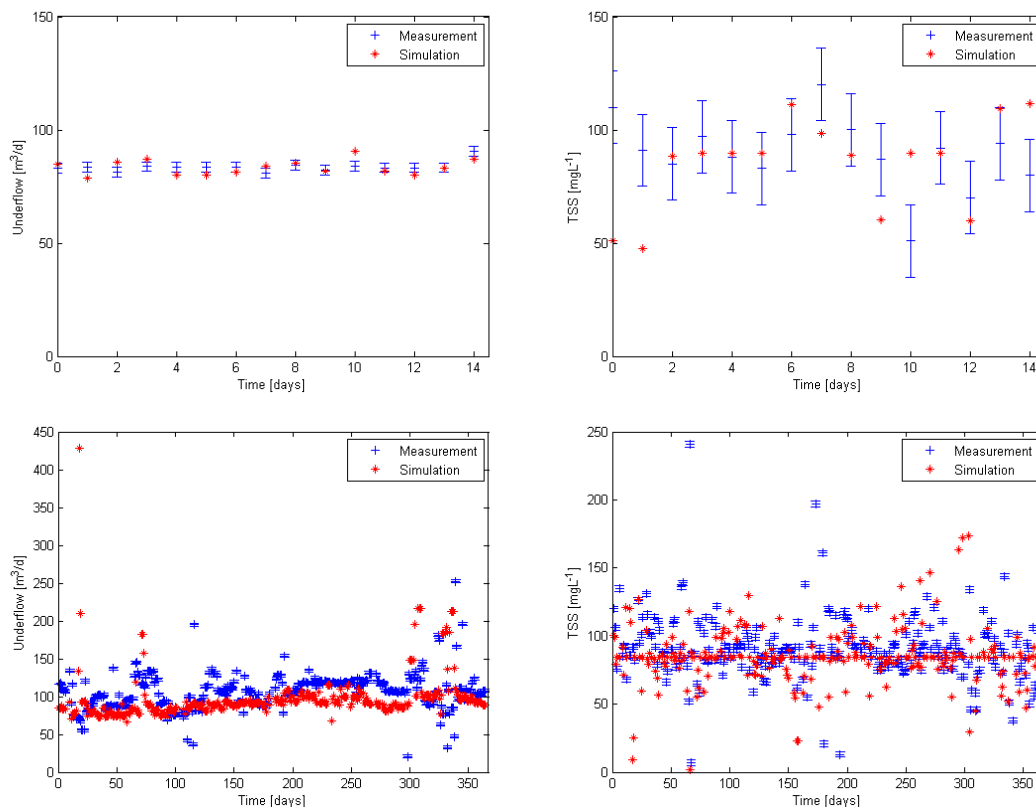 150
100
50
0
Underflow [m³/d]
0 2 4 6 8 10 12 14
Time [days]
Measurement
Simulation
150
100
50
0
TSS [mgL⁻¹]
0 2 4 6 8 10 12 14
Time [days]
Measurement
Simulation
450
400
350
300
250
200
150
100
50
0
Underflow [m³/d]
0 50 100 150 200 250 300 350
Time [days]
Measurement
Simulation
250
200
150
100
50
0
TSS [mgL⁻¹]
0 50 100 150 200 250 300 350
Time [days]
Measurement
Simulation